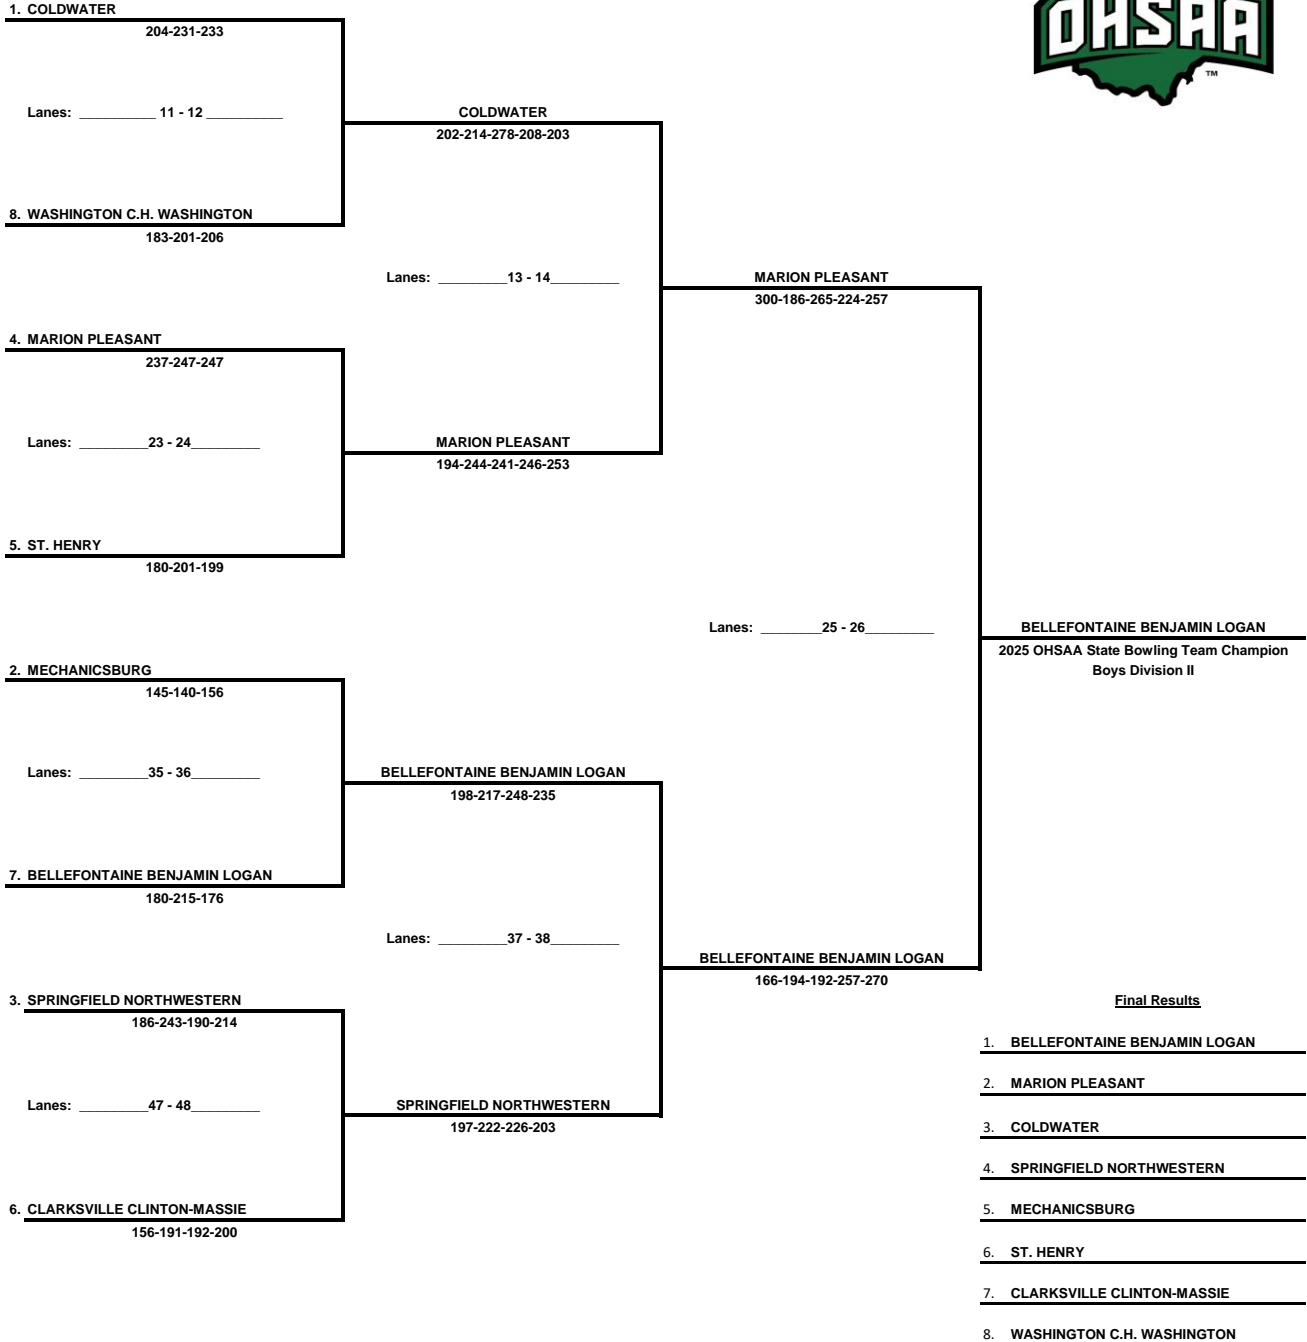 1. COLDWATER
204-231-233
OHSAA
TM
Lanes: __________ 11 - 12 __________
COLDWATER
202-214-278-208-203
8. WASHINGTON C.H. WASHINGTON
183-201-206
Lanes: _________13 - 14_________
MARION PLEASANT
300-186-265-224-257
4. MARION PLEASANT
237-247-247
Lanes: _________23 - 24_________
MARION PLEASANT
194-244-241-246-253
5. ST. HENRY
180-201-199
Lanes: ________25 - 26_________
BELLEFONTAINE BENJAMIN LOGAN
2025 OHSAA State Bowling Team Champion
Boys Division II
2. MECHANICSBURG
145-140-156
Lanes: _________35 - 36_________
BELLEFONTAINE BENJAMIN LOGAN
198-217-248-235
7. BELLEFONTAINE BENJAMIN LOGAN
180-215-176
Lanes: _________37 - 38_________
BELLEFONTAINE BENJAMIN LOGAN
166-194-192-257-270
3. SPRINGFIELD NORTHWESTERN
186-243-190-214
Lanes: _________47 - 48_________
SPRINGFIELD NORTHWESTERN
197-222-226-203
6. CLARKSVILLE CLINTON-MASSIE
156-191-192-200
Final Results
1. BELLEFONTAINE BENJAMIN LOGAN
2. MARION PLEASANT
3. COLDWATER
4. SPRINGFIELD NORTHWESTERN
5. MECHANICSBURG
6. ST. HENRY
7. CLARKSVILLE CLINTON-MASSIE
8. WASHINGTON C.H. WASHINGTON